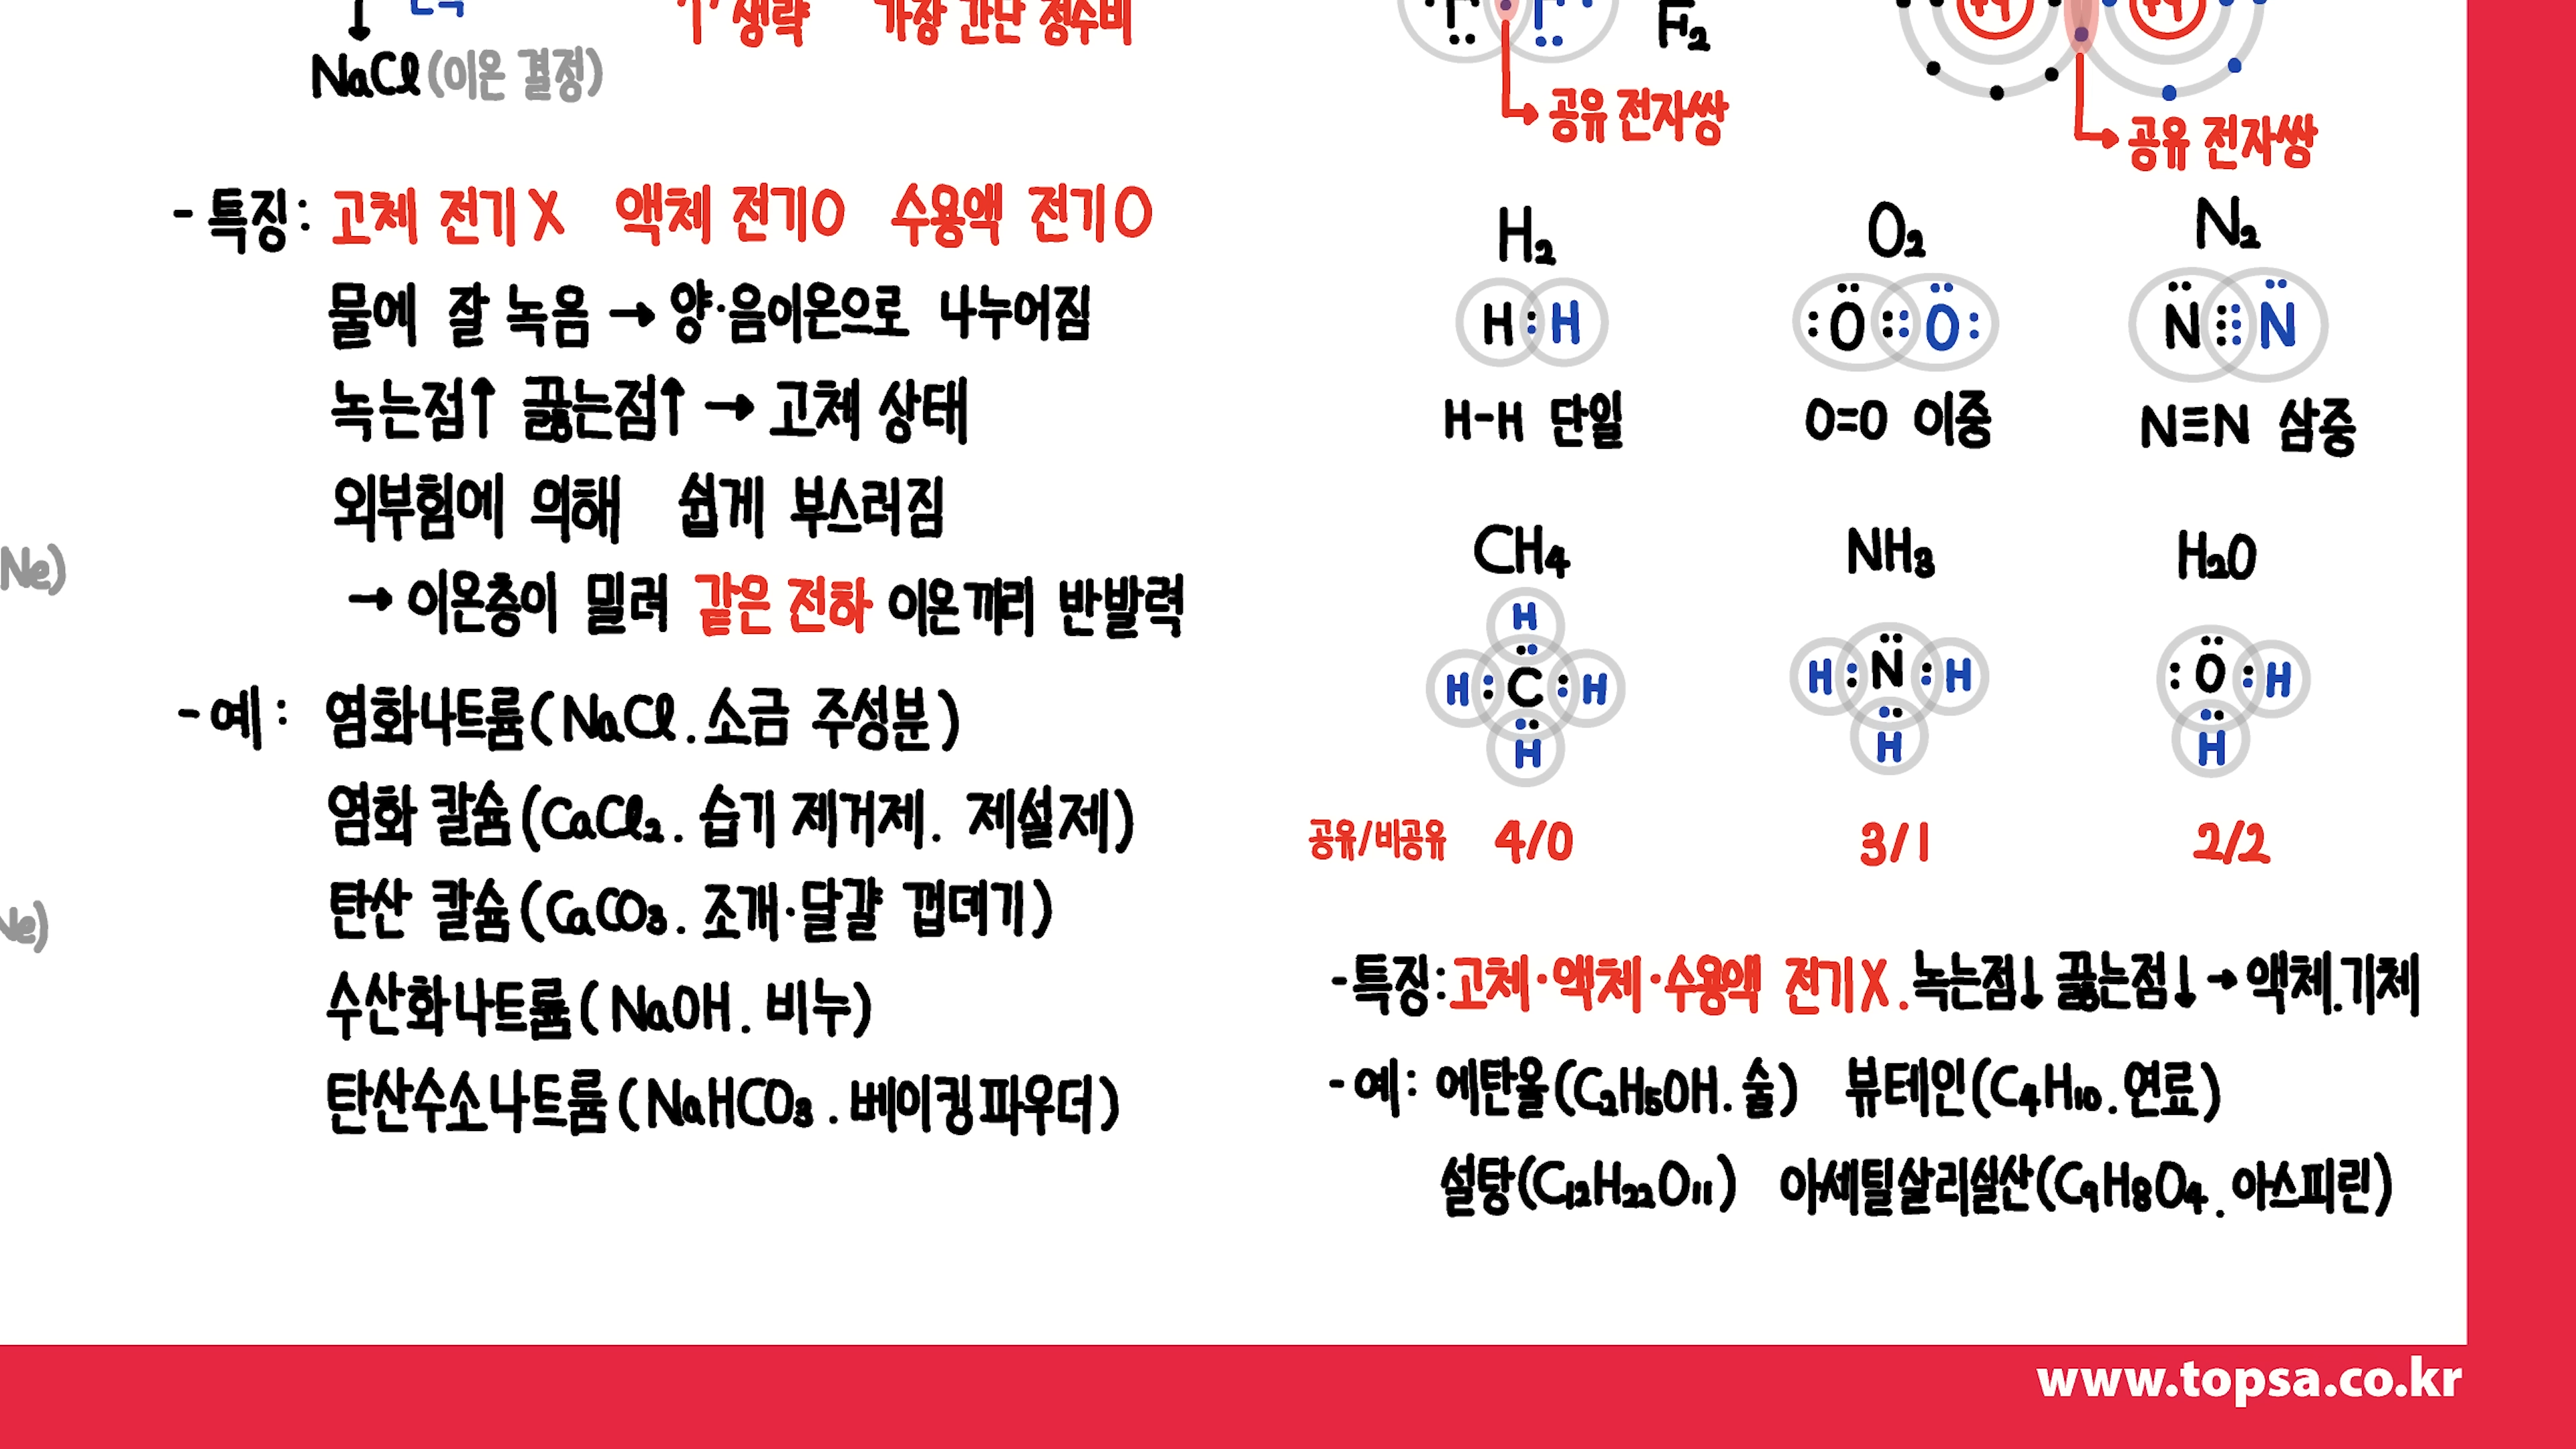 '1' 생략 가장 간단 정수비
NaCl (이온 결정)
- 특징: 고체 전기 X 액체 전기 O 수용액 전기 O
물에 잘 녹음 → 양·음이온으로 나누어짐
녹는점↑ 끓는점↑ → 고체 상태
외부힘에 의해 쉽게 부스러짐
→ 이온층이 밀려 같은 전하 이온끼리 반발력
- 예: 염화나트륨(NaCl. 소금 주성분)
염화 칼슘(CaCl₂. 습기 제거제. 제설제)
탄산 칼슘(CaCO₃. 조개·달걀 껍데기)
수산화나트륨(NaOH. 비누)
탄산수소나트륨(NaHCO₃. 베이킹파우더)
Ne)
Ne)
F F F₂
공유 전자쌍
공유 전자쌍
H₂ O₂ N₂
H:H :O::O: N N
H-H 단일 O=O 이중 N≡N 삼중
CH₄ NH₃ H₂O
H
H C H H N H O H
H H H
공유/비공유 4/0 3/1 2/2
- 특징: 고체·액체·수용액 전기X. 녹는점↓ 끓는점↓ → 액체.기체
- 예: 에탄올(C₂H₅OH. 술) 뷰테인(C₄H₁₀. 연료)
설탕(C₁₂H₂₂O₁₁) 아세틸살리실산(C₉H₈O₄. 아스피린)
www.topsa.co.kr